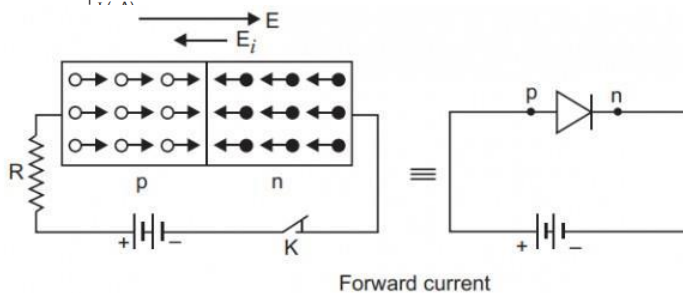 E
E_i
R
p n
+ − K
≡
p n
+ −
Forward current